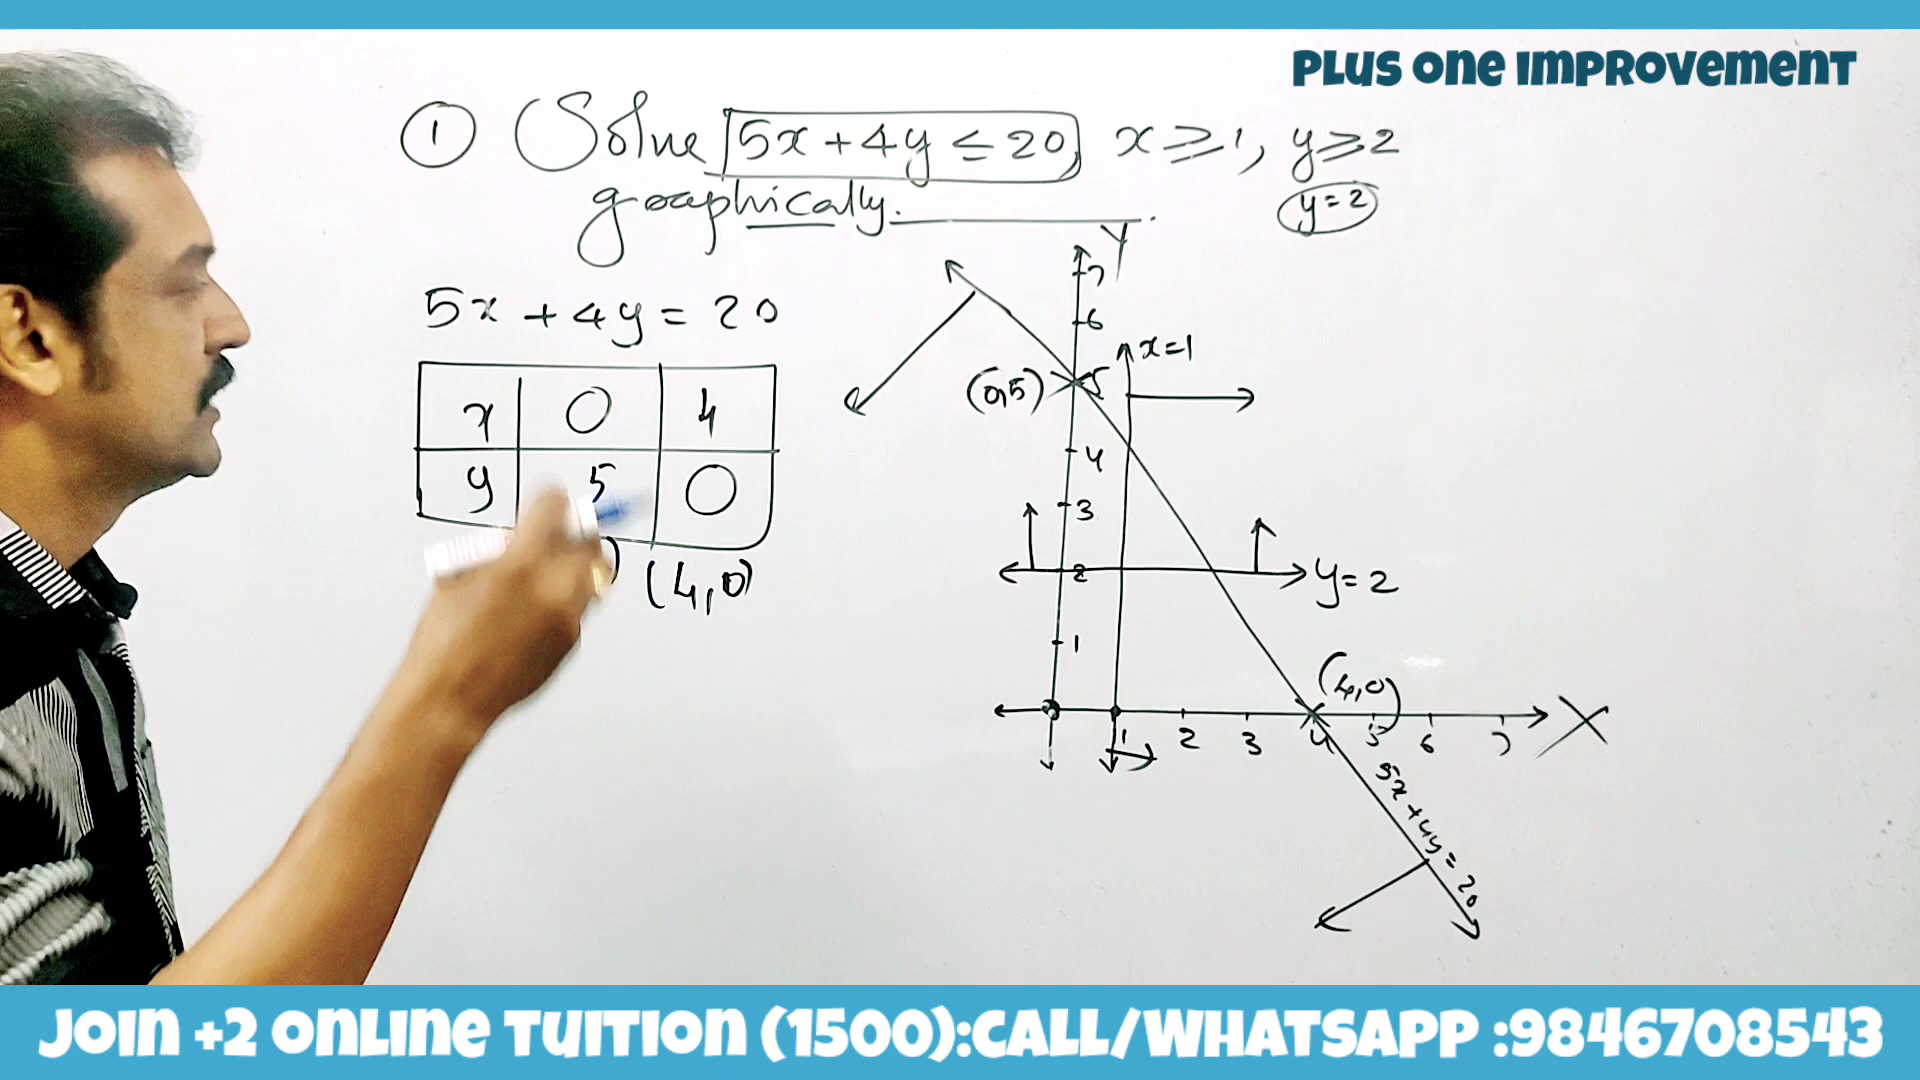 PLUS ONE IMPROVEMENT
① Solve 5x + 4y ≤ 20, x ≥ 1, y ≥ 2
graphically.
y = 2
5x + 4y = 20
x 0 4
y 5 0
) (4,0)
Y
7
6
x=1
(0,5) 5
4
3
2 y=2
1
(4,0)
1 2 3 4 5 6 7 X
5x+4y=20
JOIN +2 ONLINE TUITION (1500):CALL/WHATSAPP :9846708543